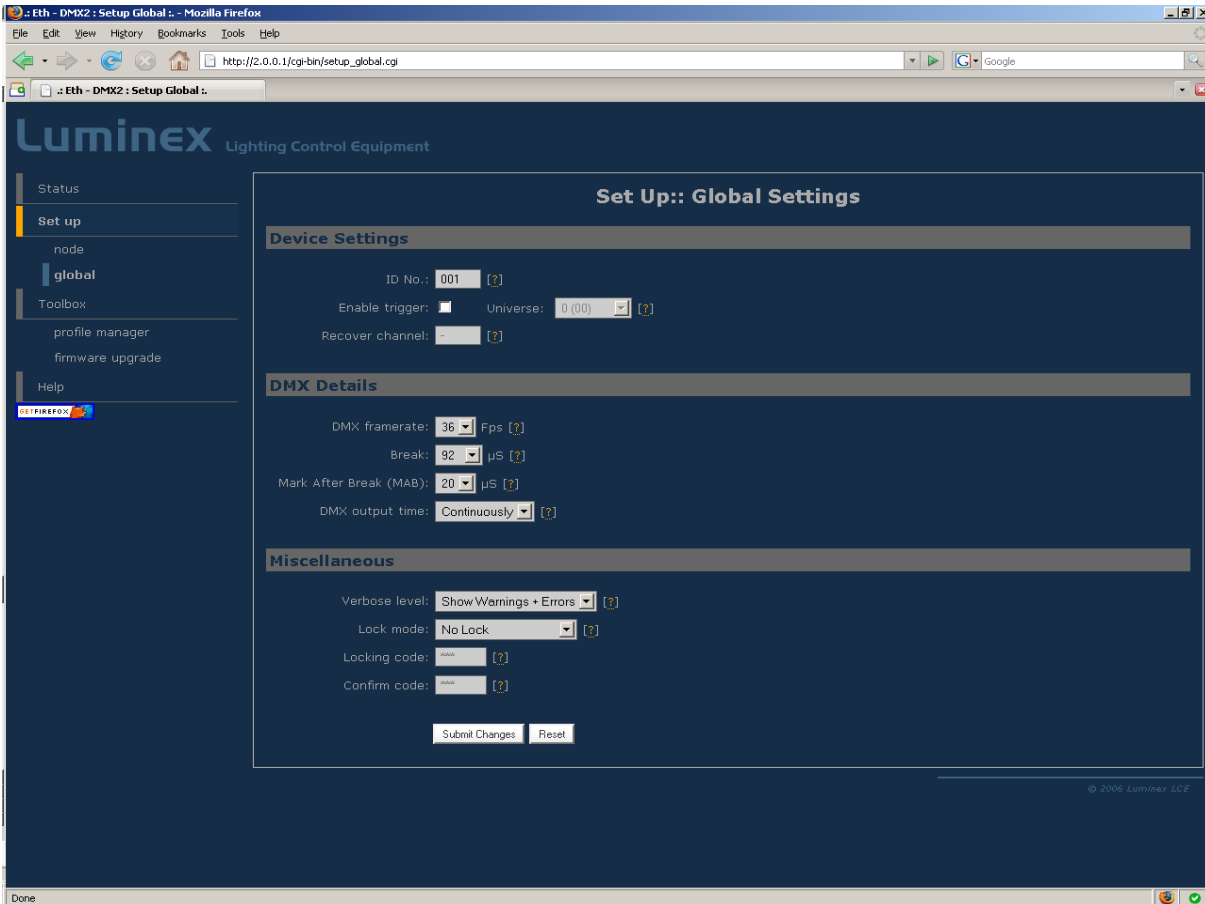 .: Eth - DMX2 : Setup Global :. - Mozilla Firefox
File Edit View History Bookmarks Tools Help
http://2.0.0.1/cgi-bin/setup_global.cgi
Google
.: Eth - DMX2 : Setup Global :.
Luminex Lighting Control Equipment
Status
Set up
node
global
Toolbox
profile manager
firmware upgrade
Help
GETFIREFOX
Set Up:: Global Settings
Device Settings
ID No.: 001 [?]
Enable trigger: Universe: 0 (00) [?]
Recover channel: - [?]
DMX Details
DMX framerate: 36 Fps [?]
Break: 92 µS [?]
Mark After Break (MAB): 20 µS [?]
DMX output time: Continuously [?]
Miscellaneous
Verbose level: Show Warnings + Errors [?]
Lock mode: No Lock [?]
Locking code: *** [?]
Confirm code: *** [?]
Submit Changes Reset
© 2006 Luminex LCE
Done